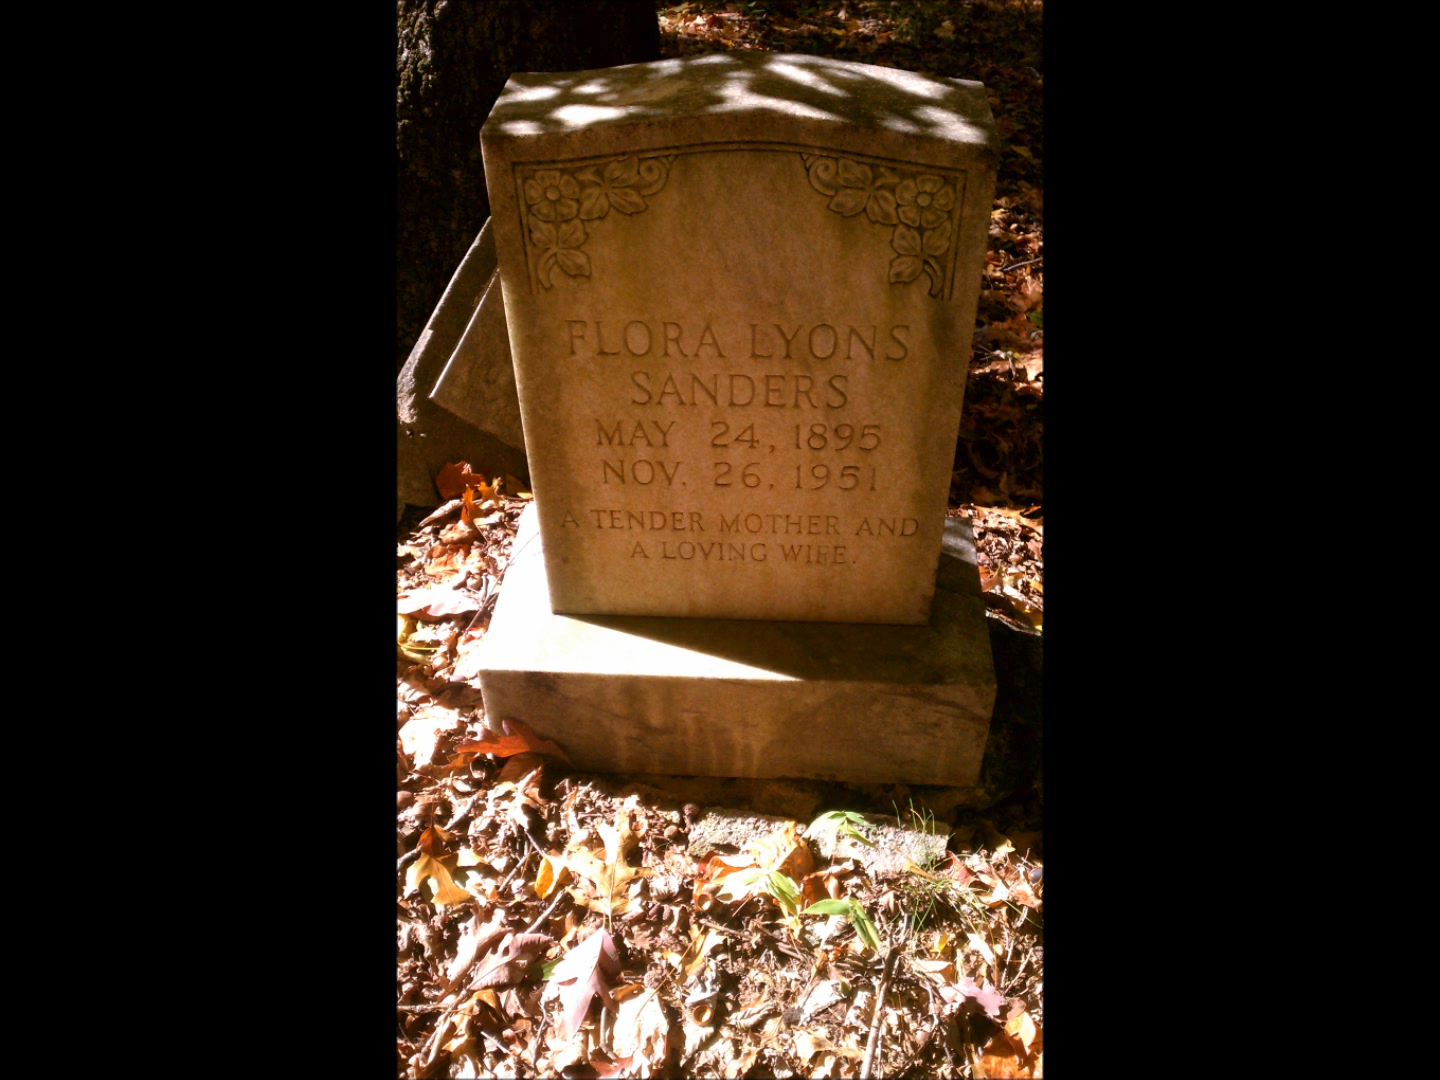 FLORA LYONS
SANDERS
MAY 24, 1895
NOV. 26, 1951
A TENDER MOTHER AND
A LOVING WIFE.